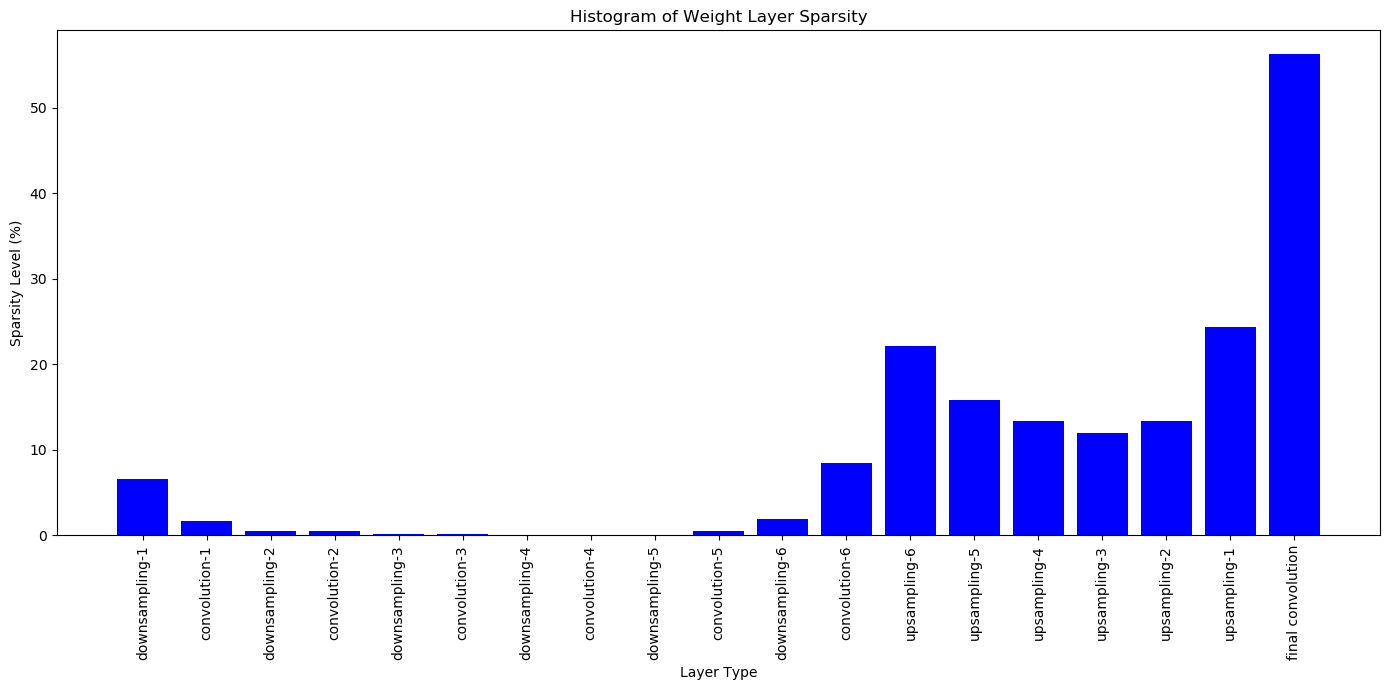 Histogram of Weight Layer Sparsity
Sparsity Level (%)
50
40
30
20
10
0
downsampling-1
convolution-1
downsampling-2
convolution-2
downsampling-3
convolution-3
downsampling-4
convolution-4
downsampling-5
convolution-5
downsampling-6
convolution-6
upsampling-6
upsampling-5
upsampling-4
upsampling-3
upsampling-2
upsampling-1
final convolution
Layer Type